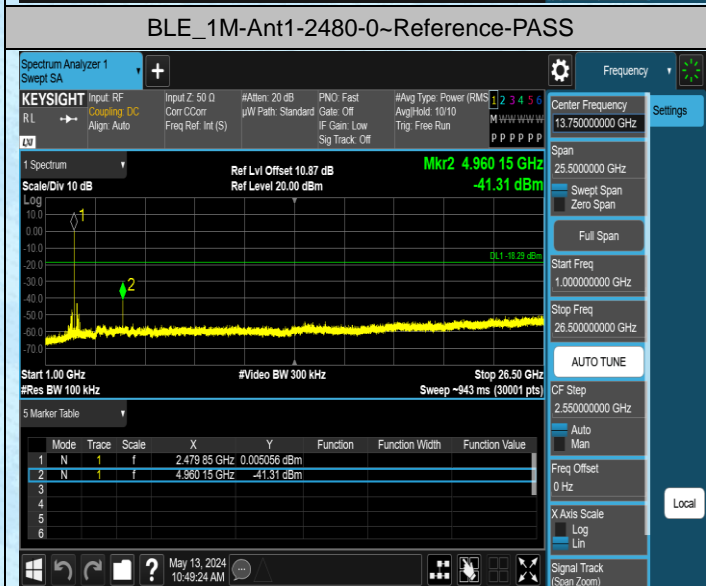 BLE_1M-Ant1-2480-0~Reference-PASS
Spectrum Analyzer 1
Swept SA
Frequency
KEYSIGHT
RL
LXI
Input: RF
Coupling: DC
Align: Auto
Input Z: 50 Ω
Corr CCorr
Freq Ref: Int (S)
#Atten: 20 dB
µW Path: Standard
PNO: Fast
Gate: Off
IF Gain: Low
Sig Track: Off
#Avg Type: Power (RMS
Avg|Hold: 10/10
Trig: Free Run
1 2 3 4 5 6
M W W W W W
P P P P P P
Center Frequency
13.750000000 GHz
Settings
Span
25.5000000 GHz
Swept Span
Zero Span
Full Span
Start Freq
1.000000000 GHz
Stop Freq
26.500000000 GHz
AUTO TUNE
CF Step
2.550000000 GHz
Auto
Man
Freq Offset
0 Hz
X Axis Scale
Log
Lin
Signal Track
(Span Zoom)
Local
1 Spectrum
Scale/Div 10 dB
Ref Lvl Offset 10.87 dB
Ref Level 20.00 dBm
Mkr2 4.960 15 GHz
-41.31 dBm
Log
10.0
0.00
-10.0
-20.0
-30.0
-40.0
-50.0
-60.0
-70.0
1
2
DL1 -18.29 dBm
Start 1.00 GHz
#Video BW 300 kHz
Stop 26.50 GHz
#Res BW 100 kHz
Sweep ~943 ms (30001 pts)
5 Marker Table
Mode Trace Scale X Y Function Function Width Function Value
1 N 1 f 2.479 85 GHz 0.005056 dBm
2 N 1 f 4.960 15 GHz -41.31 dBm
3
4
5
6
?
May 13, 2024
10:49:24 AM